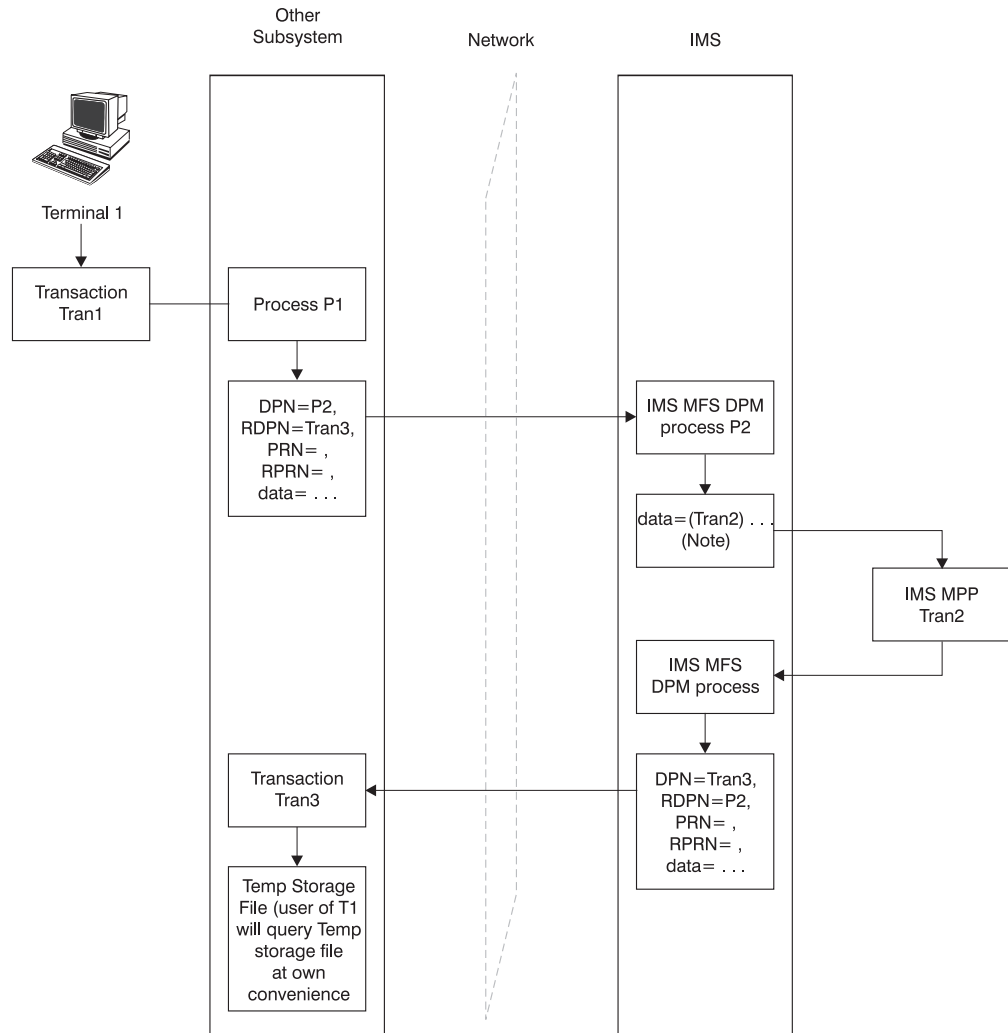 Other
Subsystem
Network
IMS
Terminal 1
Transaction
Tran1
Process P1
DPN=P2,
RDPN=Tran3,
PRN= ,
RPRN= ,
data= . . .
IMS MFS DPM
process P2
data=(Tran2) . . .
(Note)
IMS MPP
Tran2
IMS MFS
DPM process
Transaction
Tran3
DPN=Tran3,
RDPN=P2,
PRN= ,
RPRN= ,
data= . . .
Temp Storage
File (user of T1
will query Temp
storage file
at own
convenience